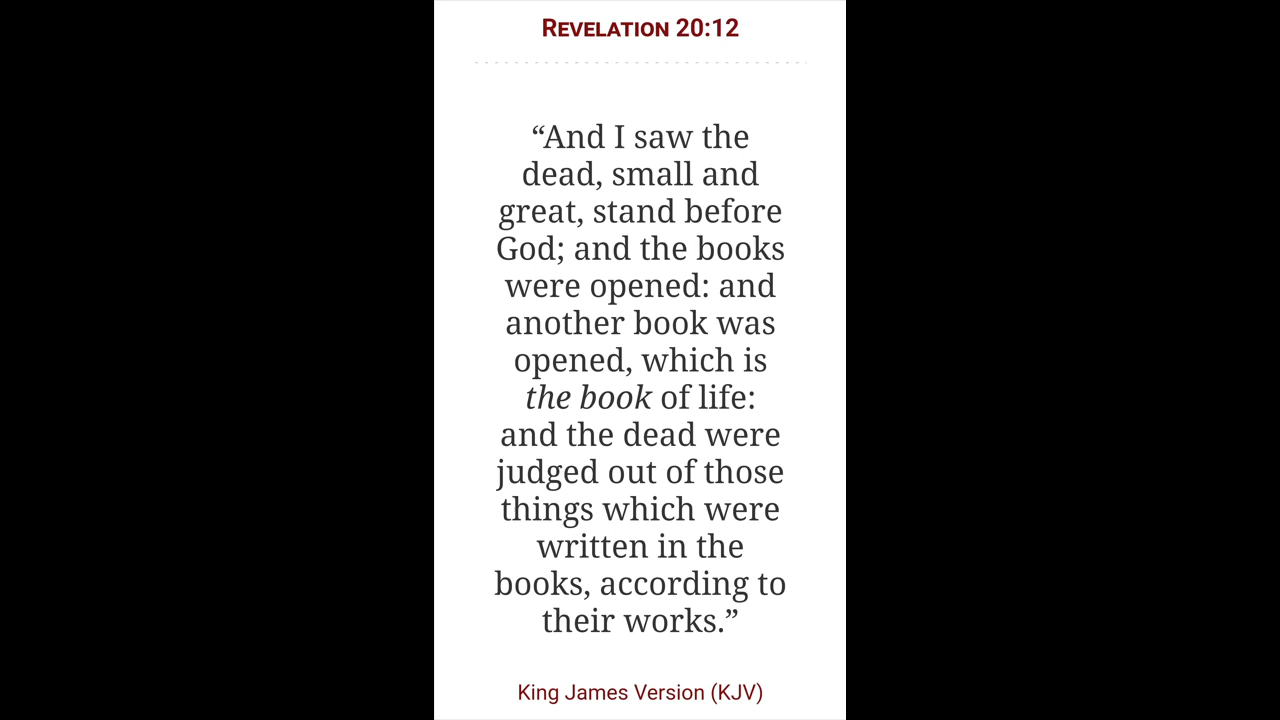 Revelation 20:12
“And I saw the
dead, small and
great, stand before
God; and the books
were opened: and
another book was
opened, which is
the book of life:
and the dead were
judged out of those
things which were
written in the
books, according to
their works.”
King James Version (KJV)